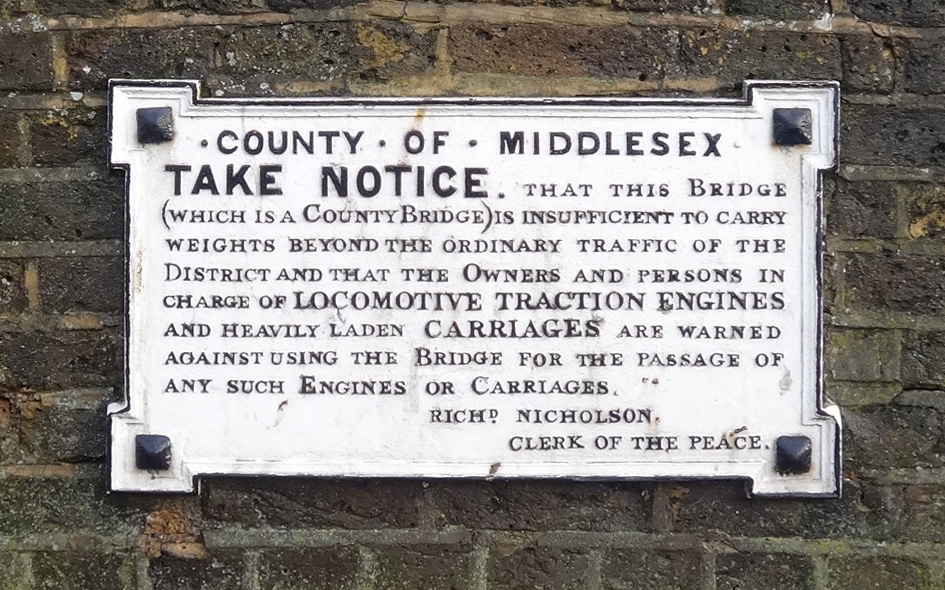 · COUNTY · OF · MIDDLESEX ·
TAKE NOTICE. THAT THIS BRIDGE
(WHICH IS A COUNTY BRIDGE) IS INSUFFICIENT TO CARRY
WEIGHTS BEYOND THE ORDINARY TRAFFIC OF THE
DISTRICT AND THAT THE OWNERS AND PERSONS IN
CHARGE OF LOCOMOTIVE TRACTION ENGINES
AND HEAVILY LADEN CARRIAGES ARE WARNED
AGAINST USING THE BRIDGE FOR THE PASSAGE OF
ANY SUCH ENGINES OR CARRIAGES.
RICHD NICHOLSON.
CLERK OF THE PEACE.